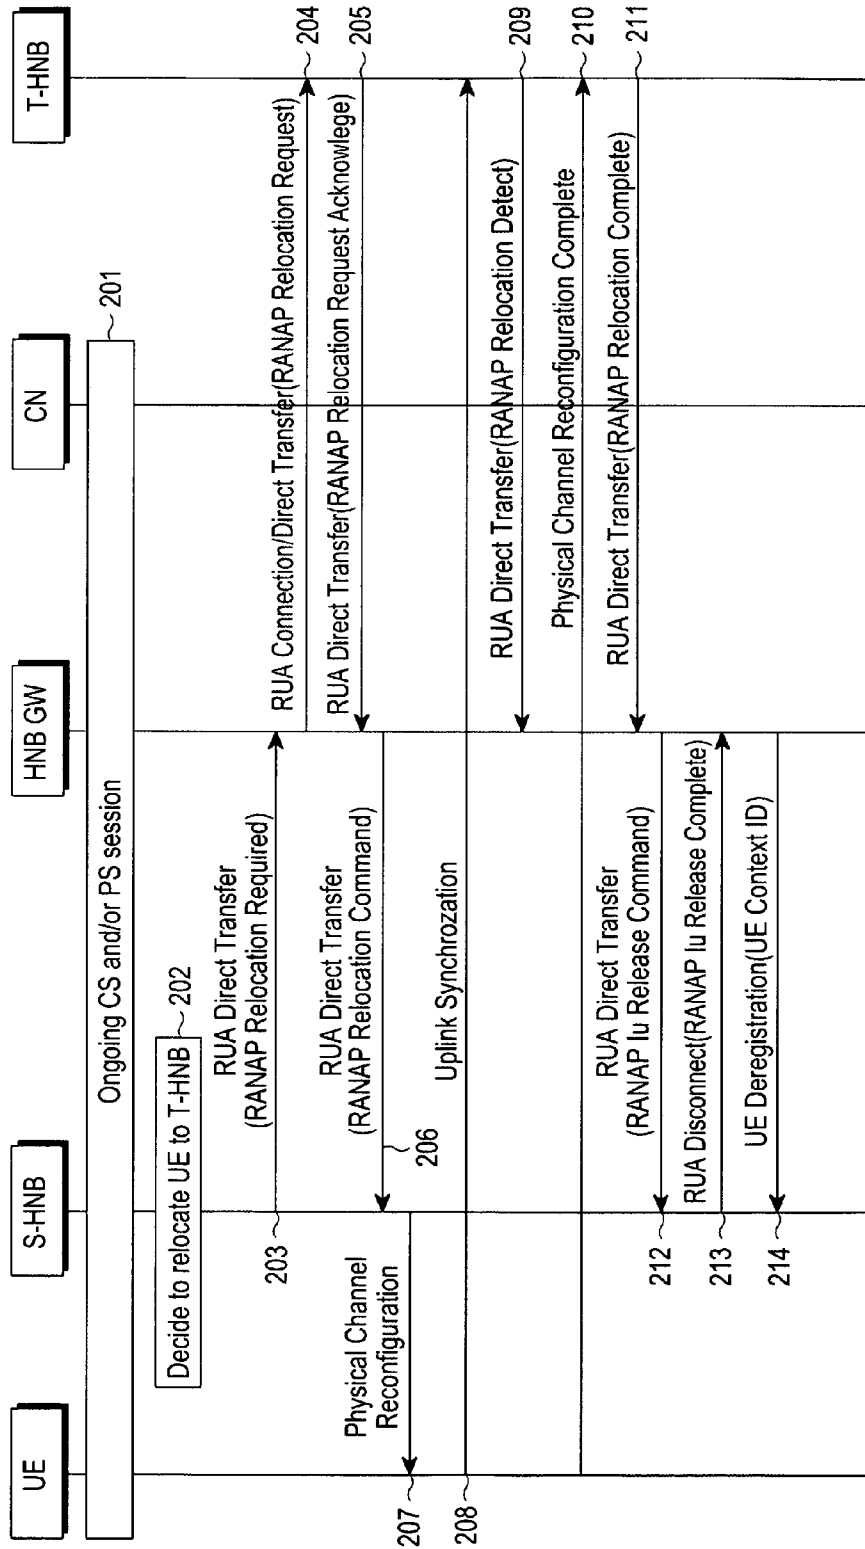 UE
S-HNB
HNB GW
CN
T-HNB
Ongoing CS and/or PS session
201
Decide to relocate UE to T-HNB
202
RUA Direct Transfer
(RANAP Relocation Required)
203
RUA Connection/Direct Transfer(RANAP Relocation Request)
204
RUA Direct Transfer(RANAP Relocation Request Acknowlege)
205
RUA Direct Transfer
(RANAP Relocation Command)
206
Physical Channel
Reconfiguration
207
Uplink Synchrozation
208
RUA Direct Transfer(RANAP Relocation Detect)
209
Physical Channel Reconfiguration Complete
210
RUA Direct Transfer(RANAP Relocation Complete)
211
RUA Direct Transfer
(RANAP Iu Release Command)
212
RUA Disconnect(RANAP Iu Release Complete)
213
UE Deregistration(UE Context ID)
214